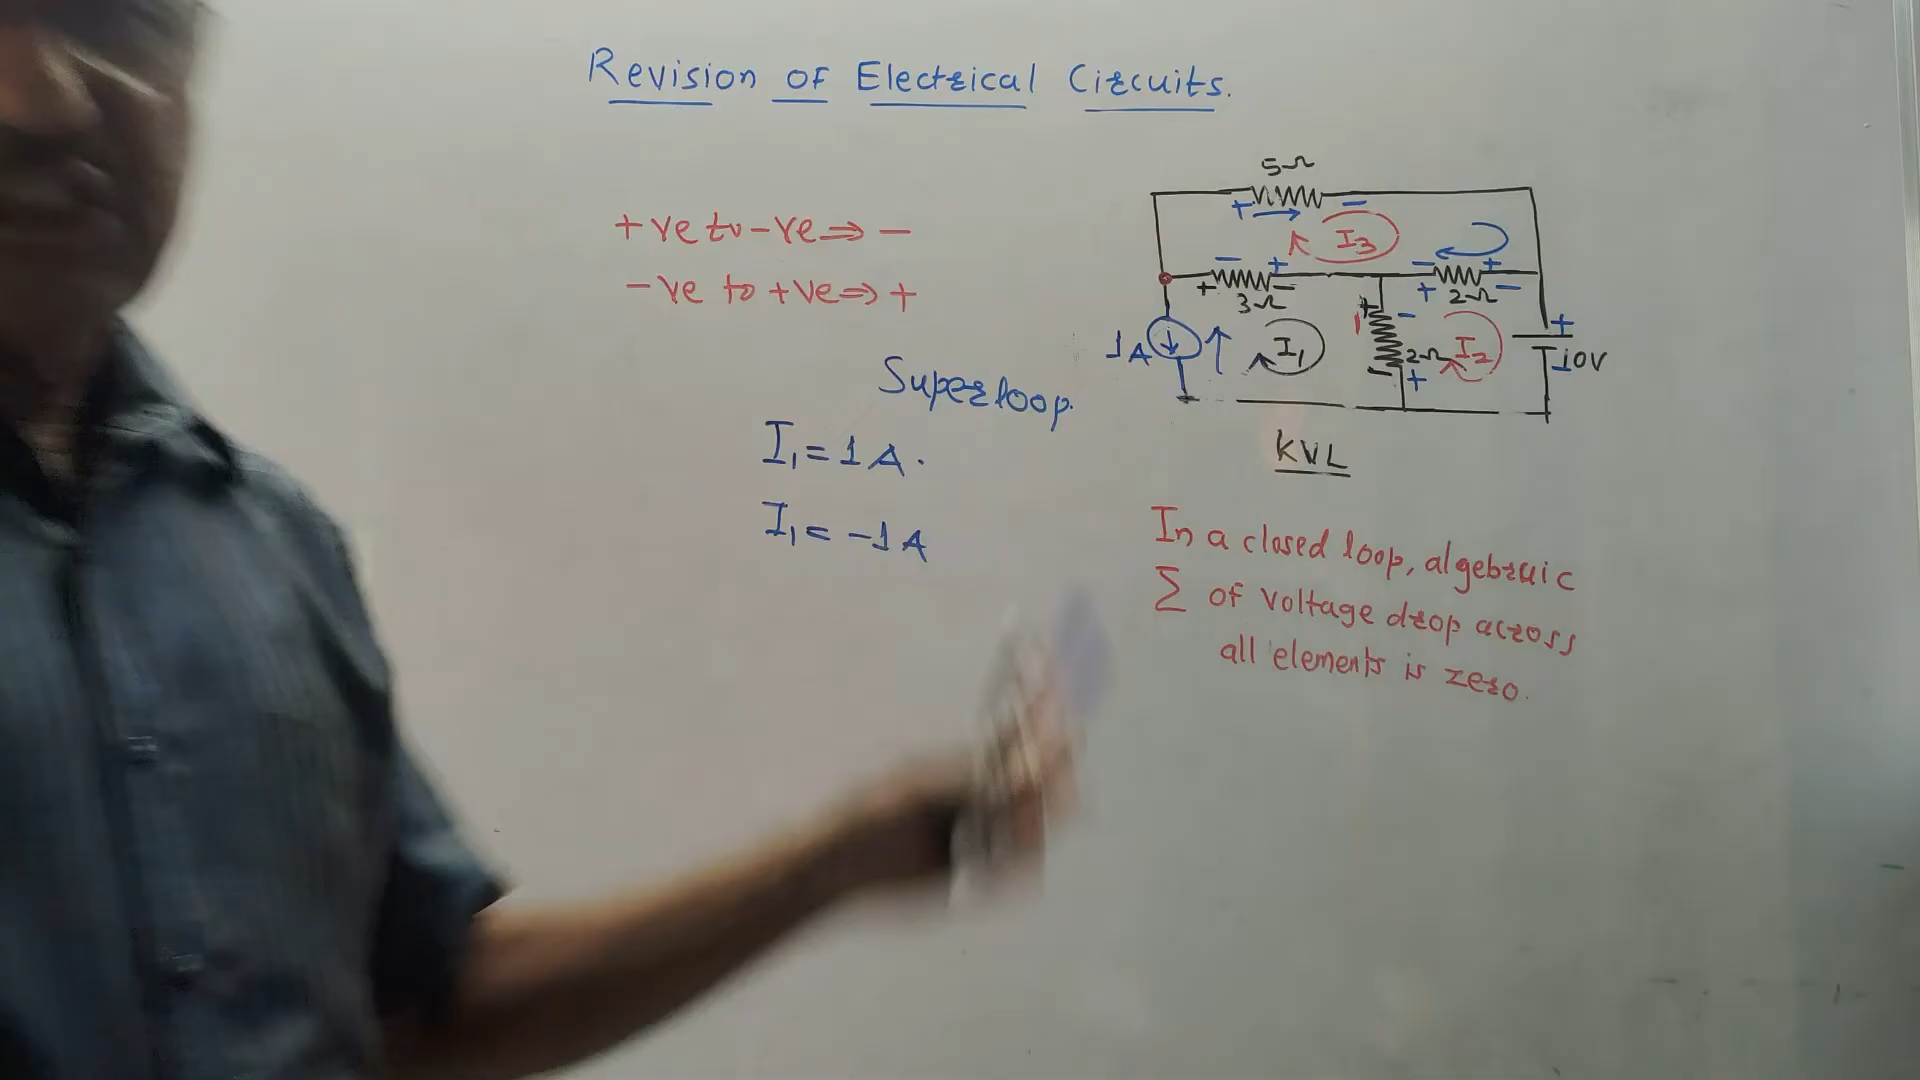 Revision of Electrical Circuits.
+ve to -ve ⇒ -
-ve to +ve ⇒ +
Superloop.
I₁ = 1A.
I₁ = -1A
5Ω
+ -
I₃
- + - +
+ - + -
3Ω 2Ω
1A
I₁
+ -
2Ω
- +
I₂
+
10V
KVL
In a closed loop, algebraic
Σ of voltage drop across
all elements is zero.